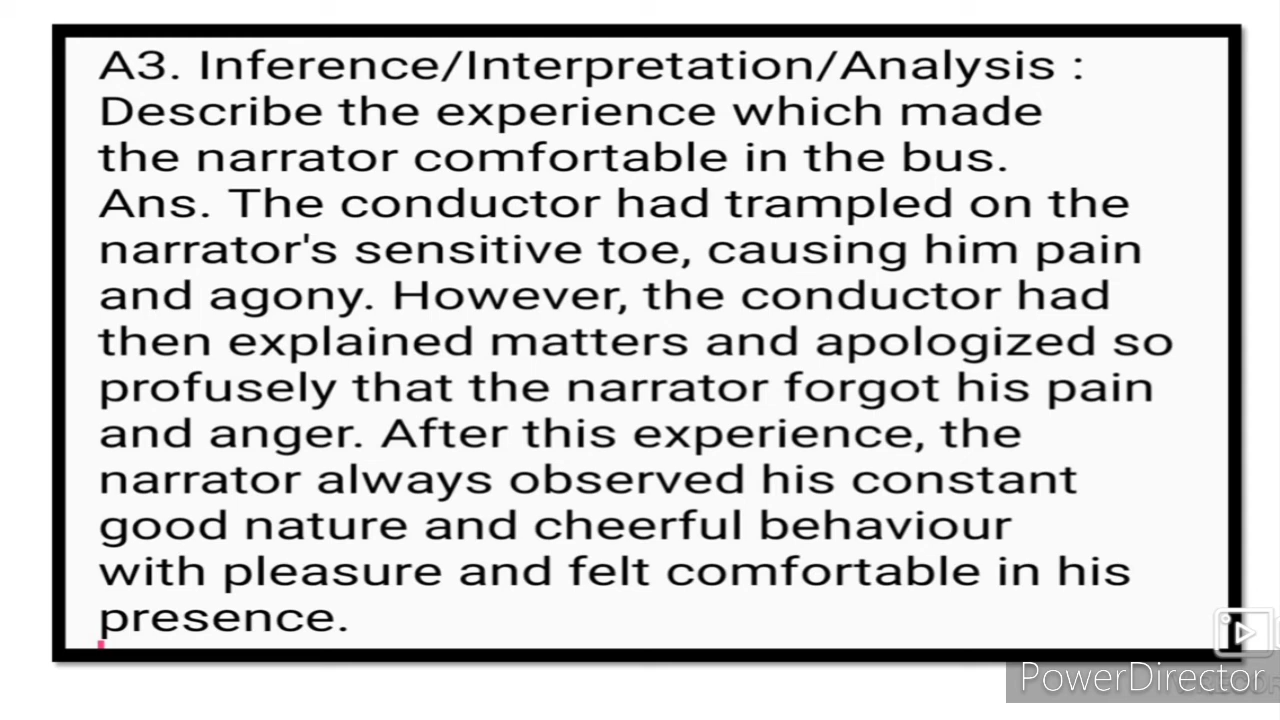 A3. Inference/Interpretation/Analysis :
Describe the experience which made
the narrator comfortable in the bus.
Ans. The conductor had trampled on the
narrator's sensitive toe, causing him pain
and agony. However, the conductor had
then explained matters and apologized so
profusely that the narrator forgot his pain
and anger. After this experience, the
narrator always observed his constant
good nature and cheerful behaviour
with pleasure and felt comfortable in his
presence.
PowerDirector